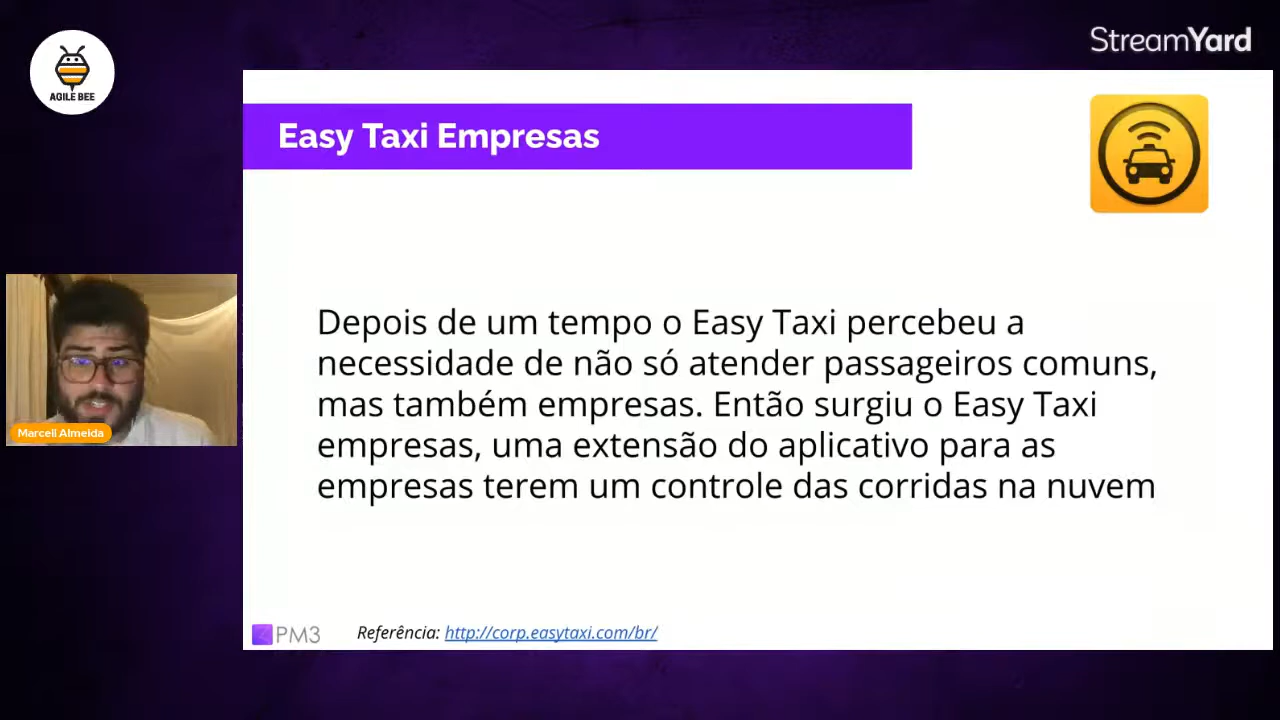 AGILE BEE
StreamYard
Easy Taxi Empresas
Depois de um tempo o Easy Taxi percebeu a
necessidade de não só atender passageiros comuns,
mas também empresas. Então surgiu o Easy Taxi
empresas, uma extensão do aplicativo para as
empresas terem um controle das corridas na nuvem
Marcell Almeida
PM3
Referência: http://corp.easytaxi.com/br/